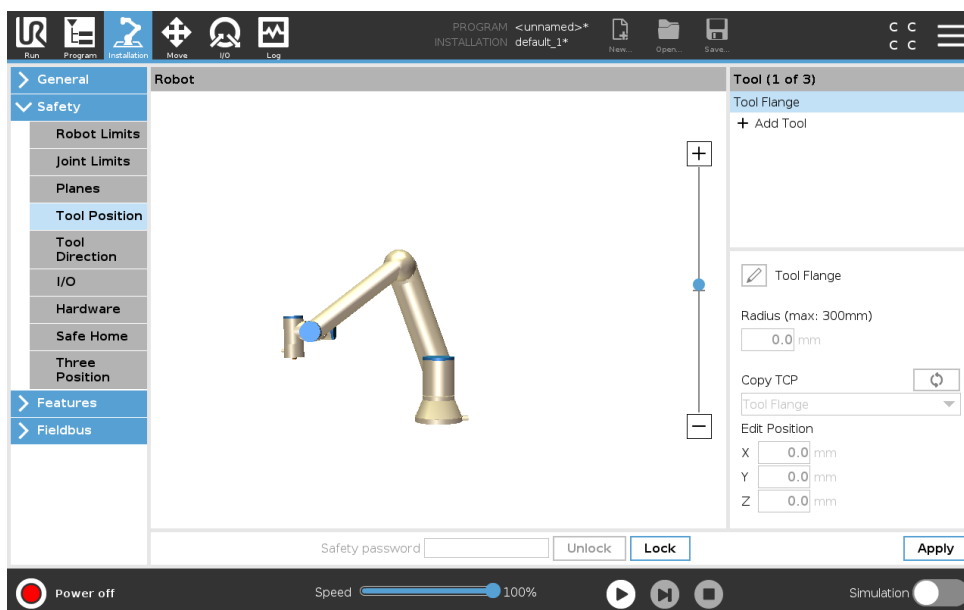 UR
PROGRAM <unnamed>*
INSTALLATION default_1*
Run
Program
Installation
Move
I/O
Log
New...
Open...
Save...
C C
C C
General
Safety
Robot Limits
Joint Limits
Planes
Tool Position
Tool
Direction
I/O
Hardware
Safe Home
Three
Position
Features
Fieldbus
Robot
Tool (1 of 3)
Tool Flange
+ Add Tool
Tool Flange
Radius (max: 300mm)
0.0 mm
Copy TCP
Tool Flange
Edit Position
X 0.0 mm
Y 0.0 mm
Z 0.0 mm
Safety password
Unlock
Lock
Apply
Power off
Speed
100%
Simulation